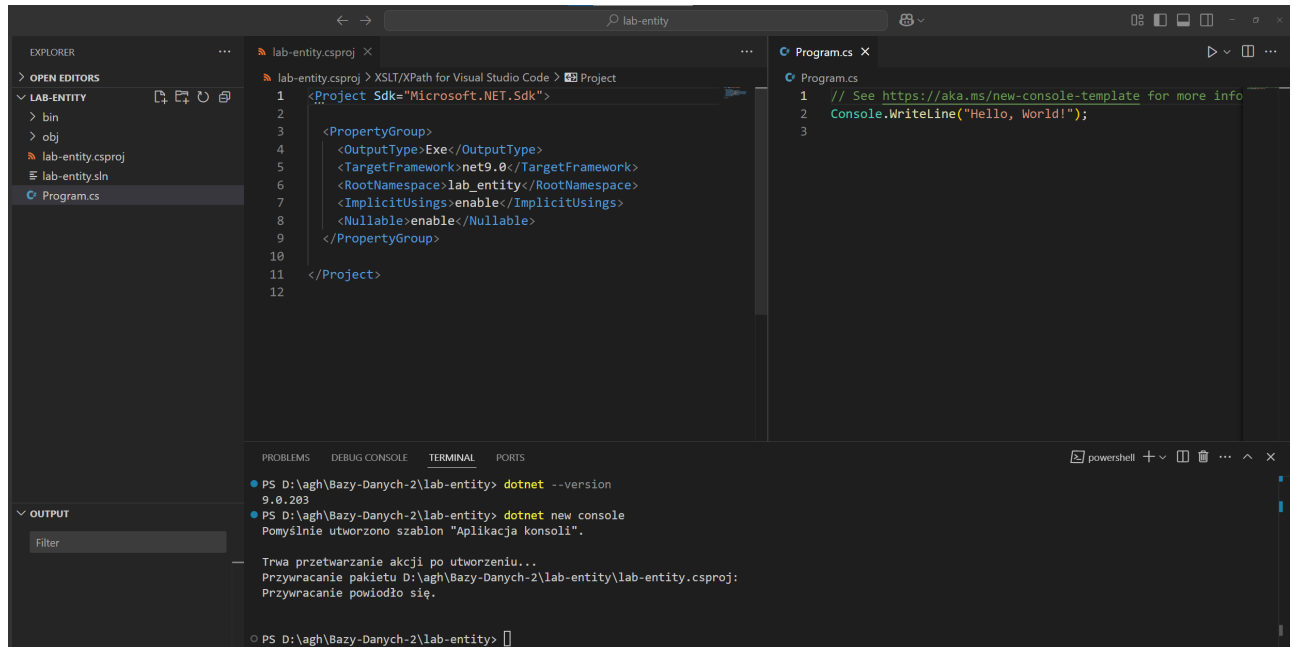 lab-entity
EXPLORER
OPEN EDITORS
LAB-ENTITY
bin
obj
lab-entity.csproj
lab-entity.sln
Program.cs
OUTPUT
Filter
lab-entity.csproj
lab-entity.csproj > XSLT/XPath for Visual Studio Code > Project
1 <Project Sdk="Microsoft.NET.Sdk">
2
3 <PropertyGroup>
4 <OutputType>Exe</OutputType>
5 <TargetFramework>net9.0</TargetFramework>
6 <RootNamespace>lab_entity</RootNamespace>
7 <ImplicitUsings>enable</ImplicitUsings>
8 <Nullable>enable</Nullable>
9 </PropertyGroup>
10
11 </Project>
12
Program.cs
Program.cs
1 // See https://aka.ms/new-console-template for more info
2 Console.WriteLine("Hello, World!");
3
PROBLEMS DEBUG CONSOLE TERMINAL PORTS
powershell
PS D:\agh\Bazy-Danych-2\lab-entity> dotnet --version
9.0.203
PS D:\agh\Bazy-Danych-2\lab-entity> dotnet new console
Pomyślnie utworzono szablon "Aplikacja konsoli".
Trwa przetwarzanie akcji po utworzeniu...
Przywracanie pakietu D:\agh\Bazy-Danych-2\lab-entity\lab-entity.csproj:
Przywracanie powiodło się.
PS D:\agh\Bazy-Danych-2\lab-entity>